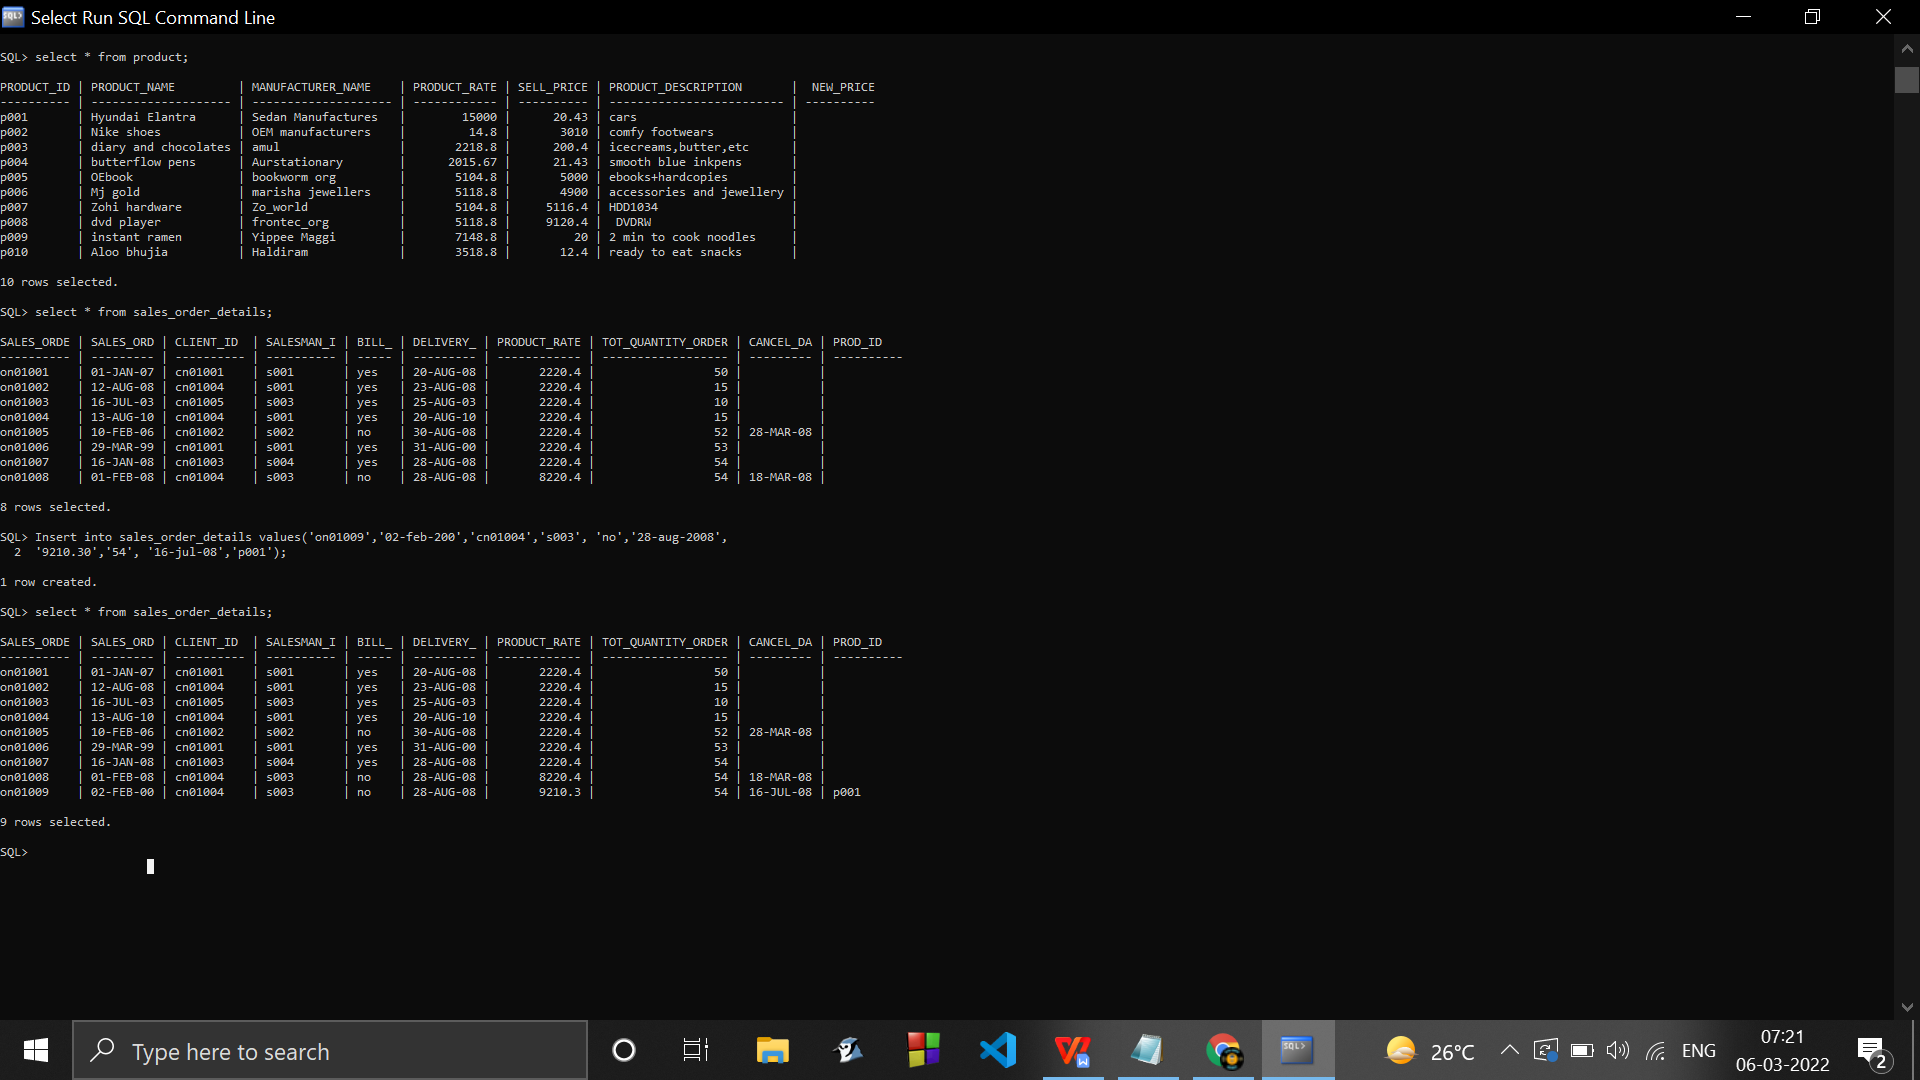 Select Run SQL Command Line
SQL> select * from product;
PRODUCT_ID | PRODUCT_NAME | MANUFACTURER_NAME | PRODUCT_RATE | SELL_PRICE | PRODUCT_DESCRIPTION | NEW_PRICE
---------- | -------------------- | -------------------- | ------------ | ---------- | ------------------------- | ----------
p001 | Hyundai Elantra | Sedan Manufactures | 15000 | 20.43 | cars |
p002 | Nike shoes | OEM manufacturers | 14.8 | 3010 | comfy footwears |
p003 | diary and chocolates | amul | 2218.8 | 200.4 | icecreams,butter,etc |
p004 | butterflow pens | Aurstationary | 2015.67 | 21.43 | smooth blue inkpens |
p005 | OEbook | bookworm org | 5104.8 | 5000 | ebooks+hardcopies |
p006 | Mj gold | marisha jewellers | 5118.8 | 4900 | accessories and jewellery |
p007 | Zohi hardware | Zo_world | 5104.8 | 5116.4 | HDD1034 |
p008 | dvd player | frontec_org | 5118.8 | 9120.4 | DVDRW |
p009 | instant ramen | Yippee Maggi | 7148.8 | 20 | 2 min to cook noodles |
p010 | Aloo bhujia | Haldiram | 3518.8 | 12.4 | ready to eat snacks |
10 rows selected.
SQL> select * from sales_order_details;
SALES_ORDE | SALES_ORD | CLIENT_ID | SALESMAN_I | BILL_ | DELIVERY_ | PRODUCT_RATE | TOT_QUANTITY_ORDER | CANCEL_DA | PROD_ID
---------- | --------- | ---------- | ---------- | ----- | --------- | ------------ | ------------------ | --------- | ----------
on01001 | 01-JAN-07 | cn01001 | s001 | yes | 20-AUG-08 | 2220.4 | 50 | |
on01002 | 12-AUG-08 | cn01004 | s001 | yes | 23-AUG-08 | 2220.4 | 15 | |
on01003 | 16-JUL-03 | cn01005 | s003 | yes | 25-AUG-03 | 2220.4 | 10 | |
on01004 | 13-AUG-10 | cn01004 | s001 | yes | 20-AUG-10 | 2220.4 | 15 | |
on01005 | 10-FEB-06 | cn01002 | s002 | no | 30-AUG-08 | 2220.4 | 52 | 28-MAR-08 |
on01006 | 29-MAR-99 | cn01001 | s001 | yes | 31-AUG-00 | 2220.4 | 53 | |
on01007 | 16-JAN-08 | cn01003 | s004 | yes | 28-AUG-08 | 2220.4 | 54 | |
on01008 | 01-FEB-08 | cn01004 | s003 | no | 28-AUG-08 | 8220.4 | 54 | 18-MAR-08 |
8 rows selected.
SQL> Insert into sales_order_details values('on01009','02-feb-200','cn01004','s003', 'no','28-aug-2008',
2 '9210.30','54', '16-jul-08','p001');
1 row created.
SQL> select * from sales_order_details;
SALES_ORDE | SALES_ORD | CLIENT_ID | SALESMAN_I | BILL_ | DELIVERY_ | PRODUCT_RATE | TOT_QUANTITY_ORDER | CANCEL_DA | PROD_ID
---------- | --------- | ---------- | ---------- | ----- | --------- | ------------ | ------------------ | --------- | ----------
on01001 | 01-JAN-07 | cn01001 | s001 | yes | 20-AUG-08 | 2220.4 | 50 | |
on01002 | 12-AUG-08 | cn01004 | s001 | yes | 23-AUG-08 | 2220.4 | 15 | |
on01003 | 16-JUL-03 | cn01005 | s003 | yes | 25-AUG-03 | 2220.4 | 10 | |
on01004 | 13-AUG-10 | cn01004 | s001 | yes | 20-AUG-10 | 2220.4 | 15 | |
on01005 | 10-FEB-06 | cn01002 | s002 | no | 30-AUG-08 | 2220.4 | 52 | 28-MAR-08 |
on01006 | 29-MAR-99 | cn01001 | s001 | yes | 31-AUG-00 | 2220.4 | 53 | |
on01007 | 16-JAN-08 | cn01003 | s004 | yes | 28-AUG-08 | 2220.4 | 54 | |
on01008 | 01-FEB-08 | cn01004 | s003 | no | 28-AUG-08 | 8220.4 | 54 | 18-MAR-08 |
on01009 | 02-FEB-00 | cn01004 | s003 | no | 28-AUG-08 | 9210.3 | 54 | 16-JUL-08 | p001
9 rows selected.
SQL>
Type here to search
26°C
ENG
07:21
06-03-2022
2